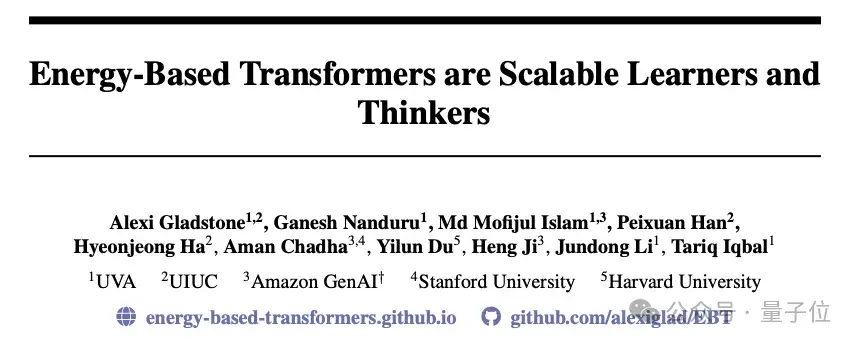 Energy-Based Transformers are Scalable Learners and
Thinkers
Alexi Gladstone¹,², Ganesh Nanduru¹, Md Mofijul Islam¹,³, Peixuan Han²,
Hyeonjeong Ha², Aman Chadha³,⁴, Yilun Du⁵, Heng Ji³, Jundong Li¹, Tariq Iqbal¹
¹UVA ²UIUC ³Amazon GenAI† ⁴Stanford University ⁵Harvard University
energy-based-transformers.github.io github.com/alexiglad/EBT
公众号 · 量子位